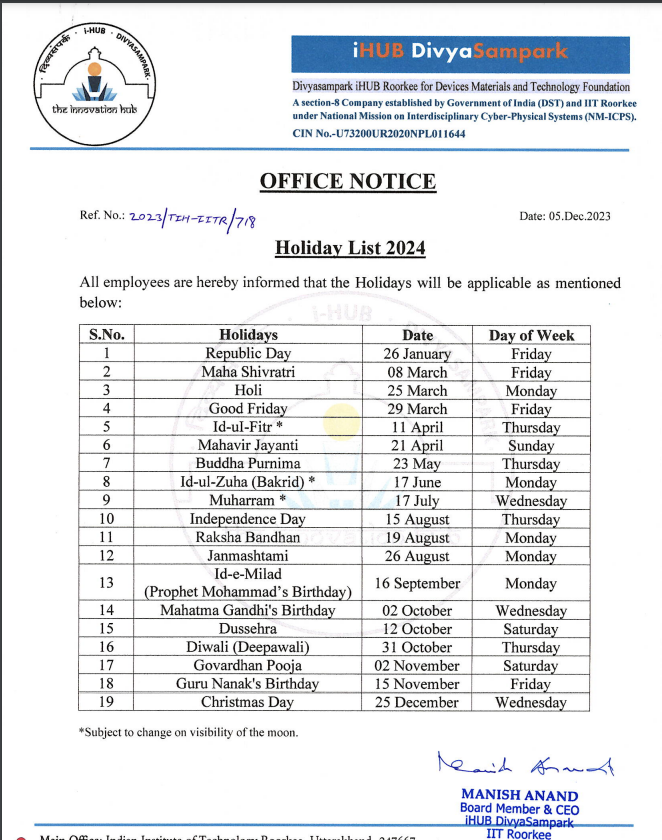 दिव्यसंपर्क · i-HUB · DIVYASAMPARK
the innovation hub
iHUB DivyaSampark
Divyasampark iHUB Roorkee for Devices Materials and Technology Foundation
A section-8 Company established by Government of India (DST) and IIT Roorkee
under National Mission on Interdisciplinary Cyber-Physical Systems (NM-ICPS).
CIN No.-U73200UR2020NPL011644
OFFICE NOTICE
Ref. No.: 2023/TIH-IITR/718 Date: 05.Dec.2023
Holiday List 2024
All employees are hereby informed that the Holidays will be applicable as mentioned
below:
S.No. Holidays Date Day of Week
1 Republic Day 26 January Friday
2 Maha Shivratri 08 March Friday
3 Holi 25 March Monday
4 Good Friday 29 March Friday
5 Id-ul-Fitr * 11 April Thursday
6 Mahavir Jayanti 21 April Sunday
7 Buddha Purnima 23 May Thursday
8 Id-ul-Zuha (Bakrid) * 17 June Monday
9 Muharram * 17 July Wednesday
10 Independence Day 15 August Thursday
11 Raksha Bandhan 19 August Monday
12 Janmashtami 26 August Monday
13 Id-e-Milad
(Prophet Mohammad's Birthday) 16 September Monday
14 Mahatma Gandhi's Birthday 02 October Wednesday
15 Dussehra 12 October Saturday
16 Diwali (Deepawali) 31 October Thursday
17 Govardhan Pooja 02 November Saturday
18 Guru Nanak's Birthday 15 November Friday
19 Christmas Day 25 December Wednesday
*Subject to change on visibility of the moon.
Manish Anand
MANISH ANAND
Board Member & CEO
iHUB DivyaSampark
IIT Roorkee
Main Office: Indian Institute of Technology Roorkee, Uttarakhand -247667